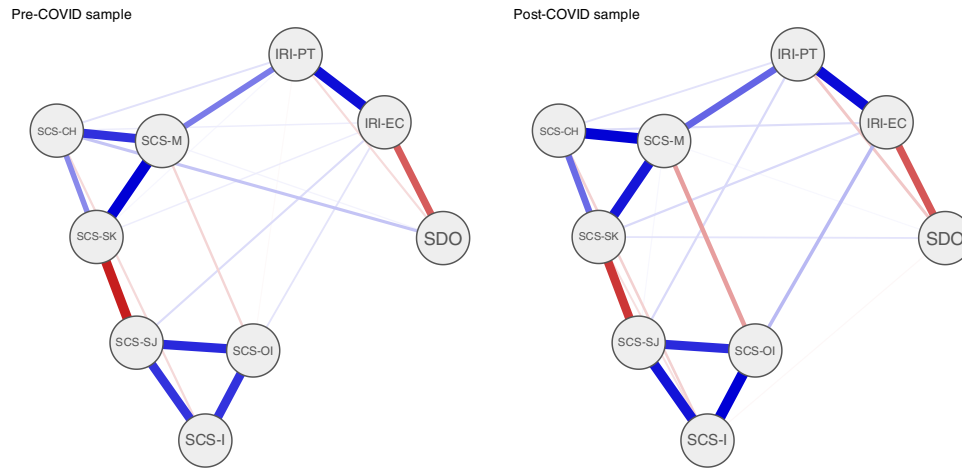 Pre-COVID sample
IRI-PT
IRI-EC
SCS-CH
SCS-M
SCS-SK
SDO
SCS-SJ
SCS-OI
SCS-I
Post-COVID sample
IRI-PT
IRI-EC
SCS-CH
SCS-M
SCS-SK
SDO
SCS-SJ
SCS-OI
SCS-I